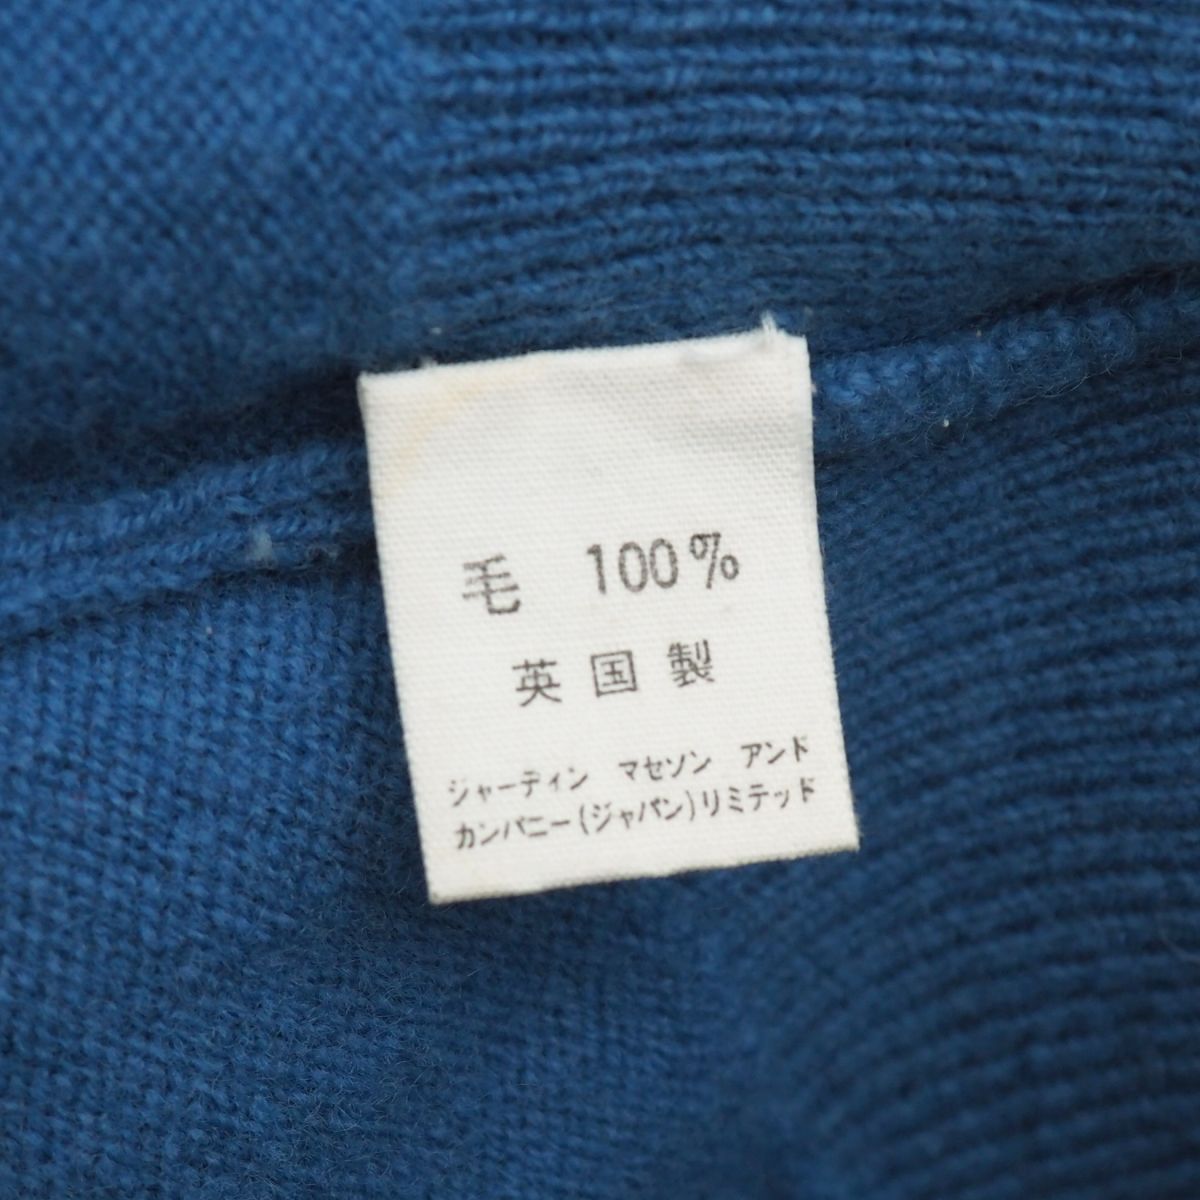 毛 100%
英国製
ジャーディン マセソン アンド
カンパニー(ジャパン)リミテッド